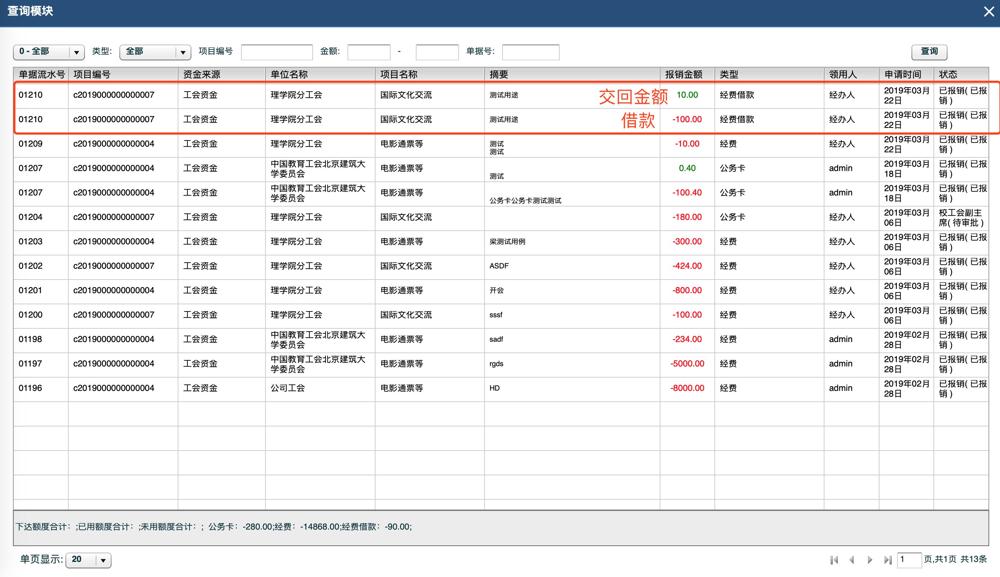 查询模块
0 - 全部 类型: 全部 项目编号 金额: - 单据号: 查询
单据流水号 项目编号 资金来源 单位名称 项目名称 摘要 报销金额 类型 领用人 申请时间 状态
01210 c2019000000000007 工会资金 理学院分工会 国际文化交流 测试用途 交回金额 10.00 经费借款 经办人 2019年03月22日 已报销( 已报销 )
01210 c2019000000000007 工会资金 理学院分工会 国际文化交流 测试用途 借款 -100.00 经费借款 经办人 2019年03月22日 已报销( 已报销 )
01209 c2019000000000004 工会资金 理学院分工会 电影通票等 测试 测试 -10.00 经费 经办人 2019年03月22日 已报销( 已报销 )
01207 c2019000000000004 工会资金 中国教育工会北京建筑大学委员会 电影通票等 测试 0.40 公务卡 admin 2019年03月18日 已报销( 已报销 )
01207 c2019000000000004 工会资金 中国教育工会北京建筑大学委员会 电影通票等 公务卡公务卡测试测试 -100.40 公务卡 admin 2019年03月18日 已报销( 已报销 )
01204 c2019000000000007 工会资金 理学院分工会 国际文化交流 -180.00 公务卡 经办人 2019年03月06日 校工会副主席( 待审批 )
01203 c2019000000000004 工会资金 理学院分工会 电影通票等 梁测试用例 -300.00 经费 经办人 2019年03月06日 已报销( 已报销 )
01202 c2019000000000007 工会资金 理学院分工会 国际文化交流 ASDF -424.00 经费 经办人 2019年03月06日 已报销( 已报销 )
01201 c2019000000000004 工会资金 理学院分工会 电影通票等 开会 -800.00 经费 经办人 2019年03月06日 已报销( 已报销 )
01200 c2019000000000007 工会资金 理学院分工会 国际文化交流 sssf -100.00 经费 经办人 2019年03月06日 已报销( 已报销 )
01198 c2019000000000004 工会资金 中国教育工会北京建筑大学委员会 电影通票等 sadf -234.00 经费 admin 2019年02月28日 已报销( 已报销 )
01197 c2019000000000004 工会资金 中国教育工会北京建筑大学委员会 电影通票等 rgds -5000.00 经费 admin 2019年02月28日 已报销( 已报销 )
01196 c2019000000000004 工会资金 公司工会 电影通票等 HD -8000.00 经费 admin 2019年02月28日 已报销( 已报销 )
下达额度合计：;已用额度合计：;未用额度合计：; 公务卡：-280.00;经费：-14868.00;经费借款：-90.00;
单页显示: 20 1 页,共1页 共13条